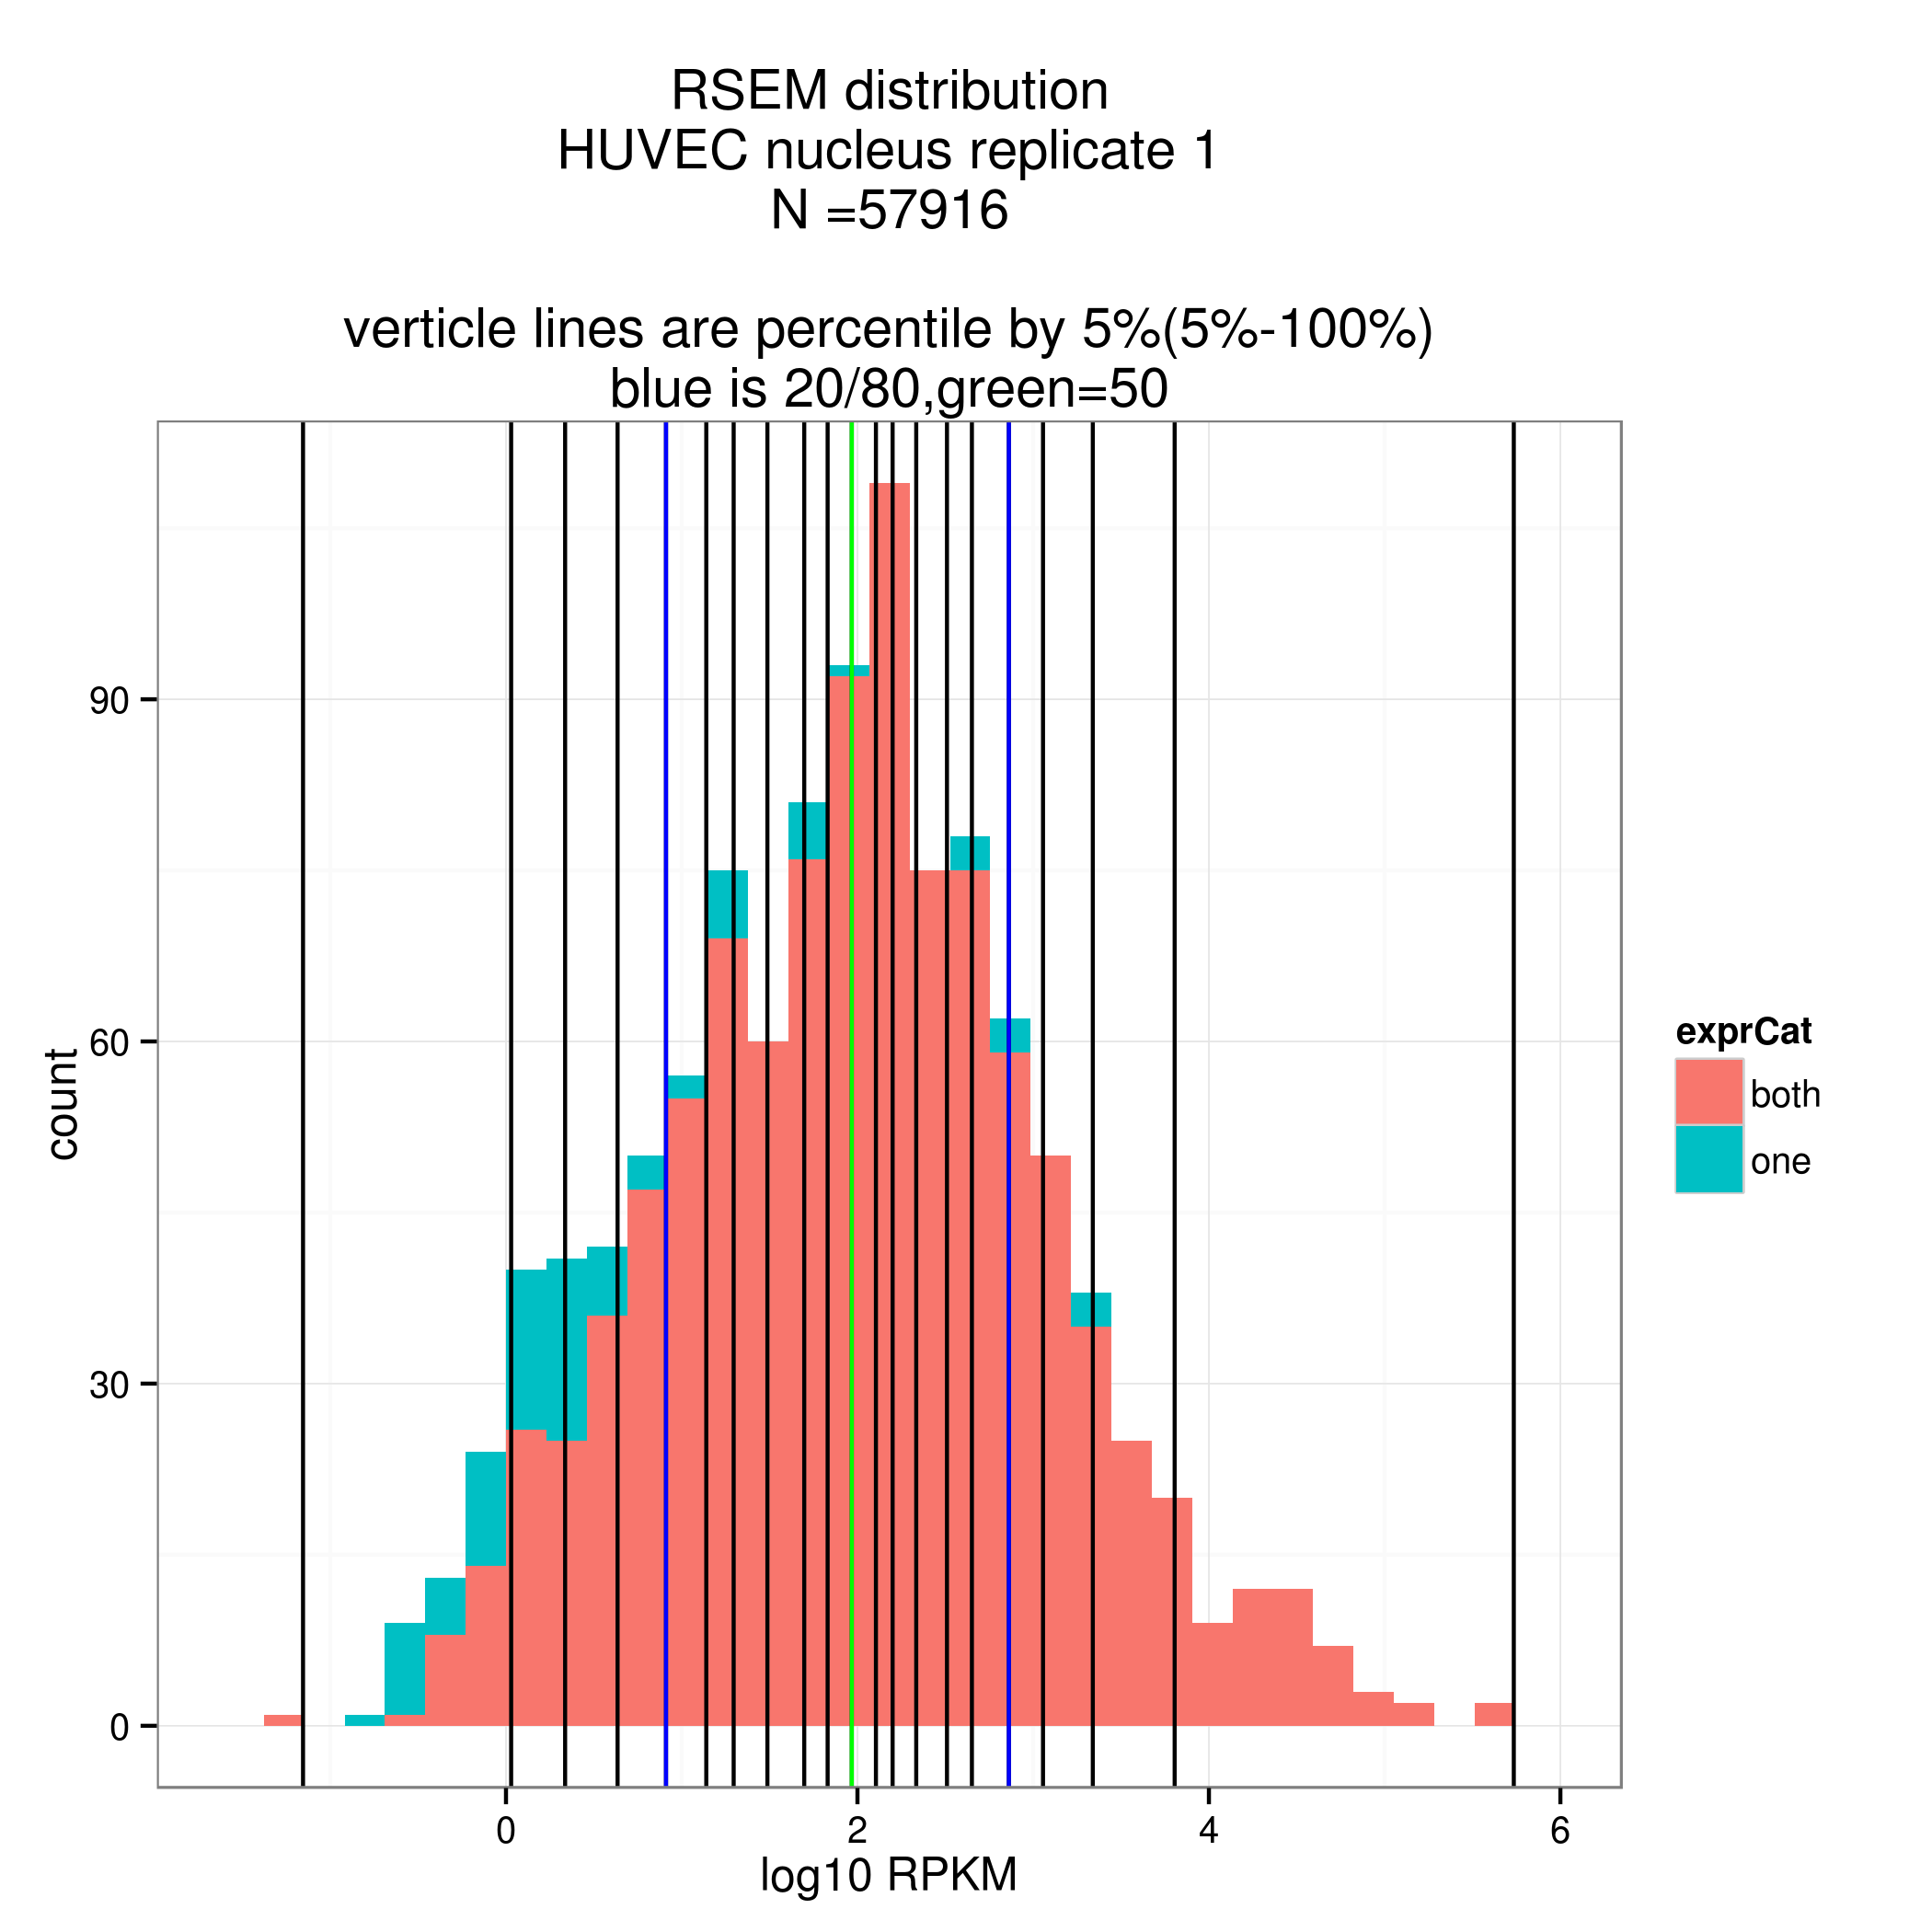 RSEM distribution
HUVEC nucleus replicate 1
N =57916
verticle lines are percentile by 5%(5%-100%)
blue is 20/80,green=50
90
60
30
0
count
0 2 4 6
log10 RPKM
exprCat
both
one